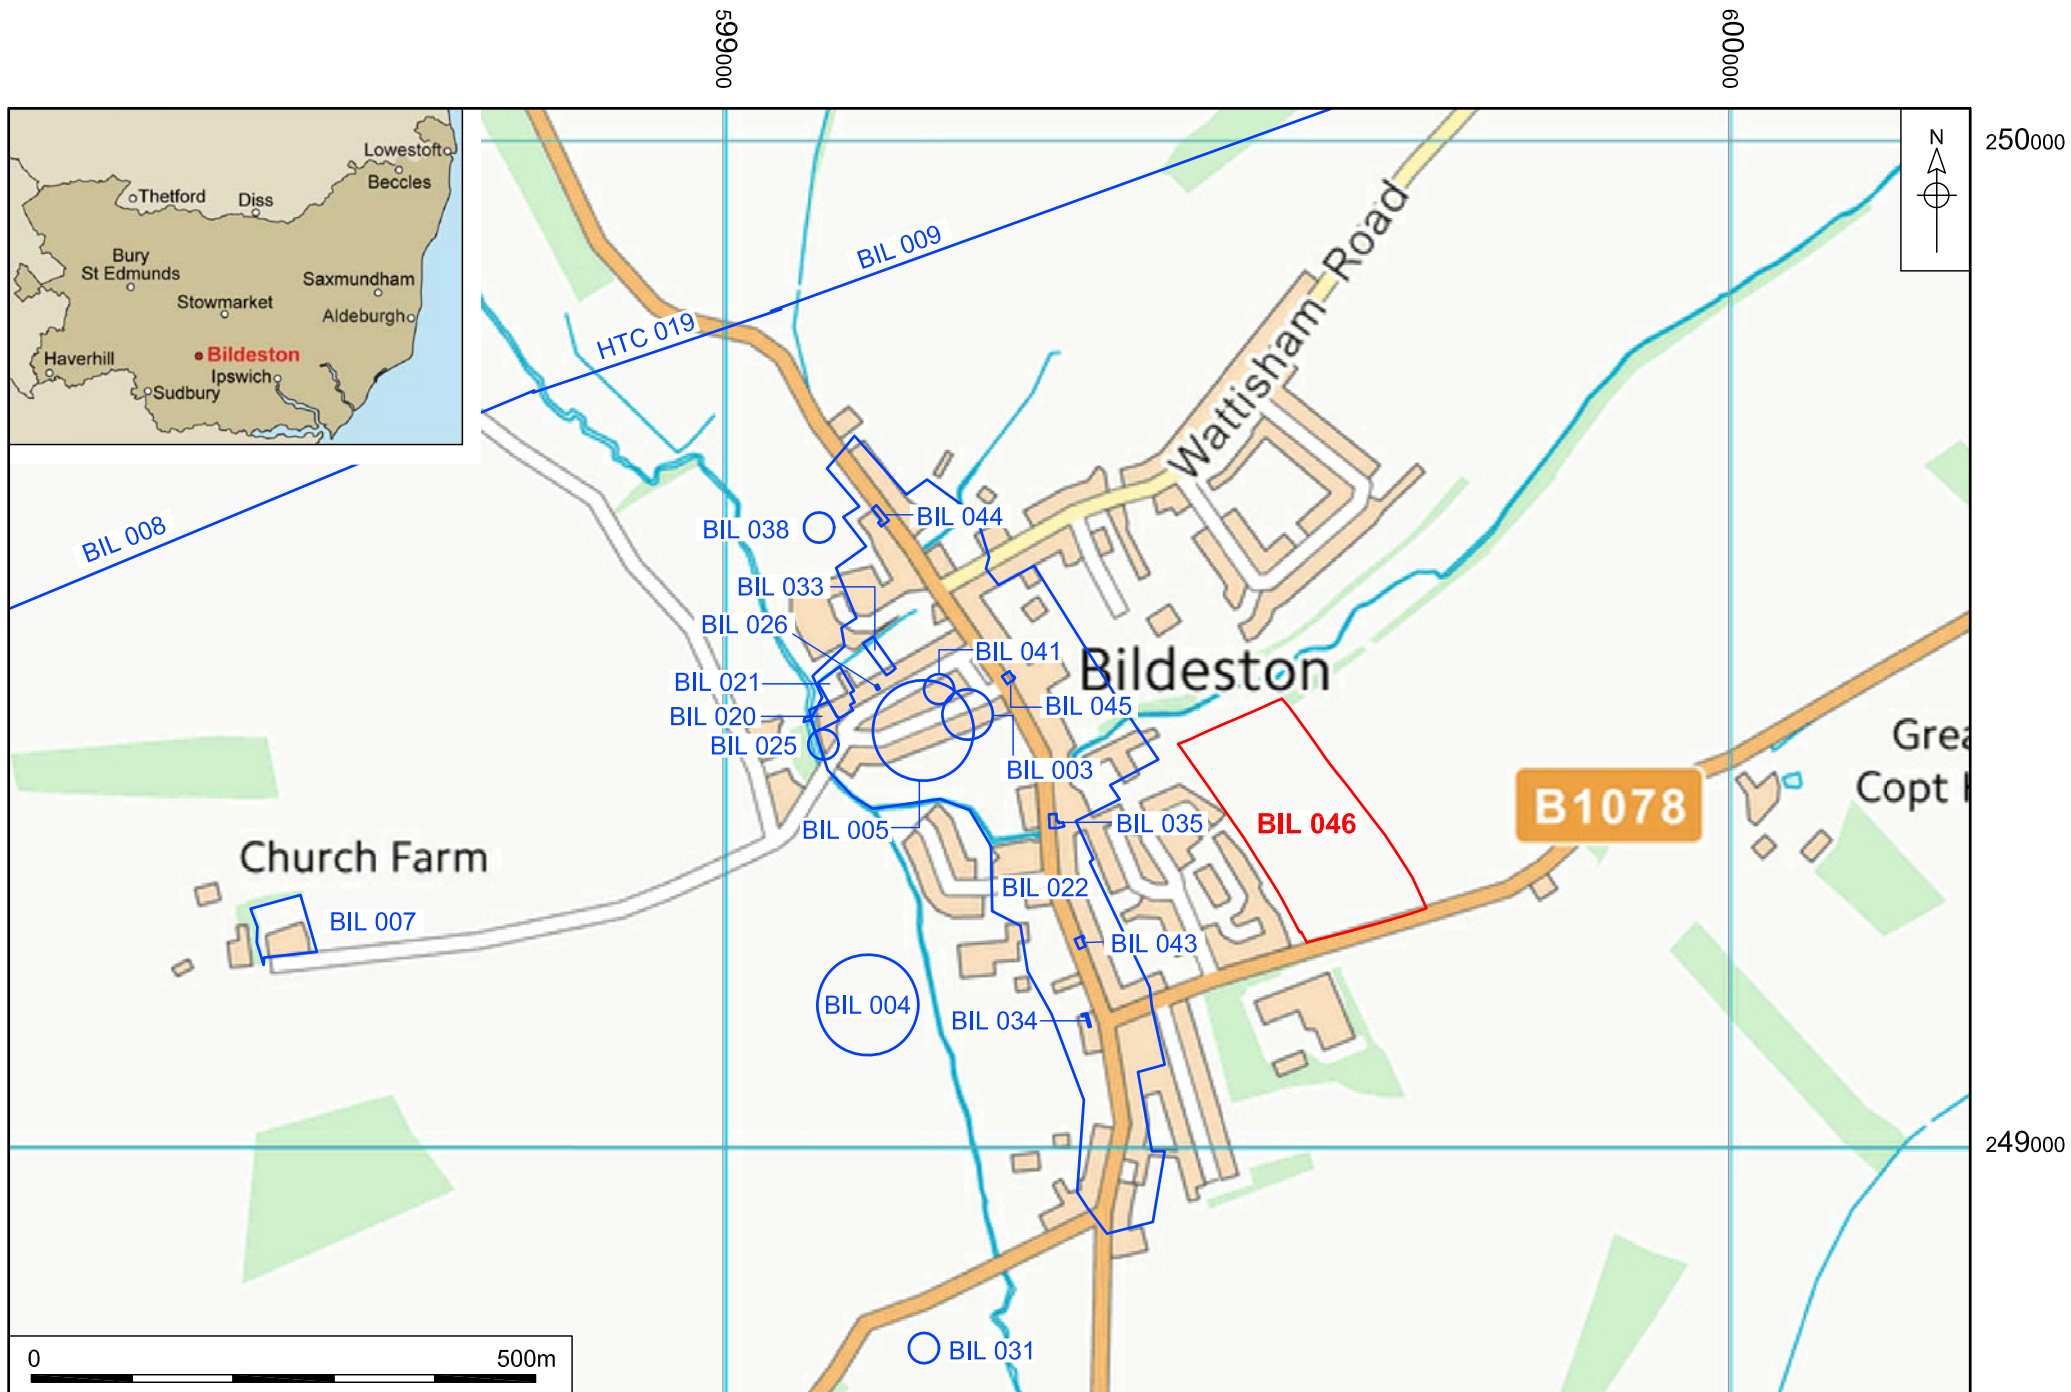 599000
600000
250000
N
Lowestoft
Beccles
Thetford
Diss
Bury
St Edmunds
Saxmundham
Stowmarket
Aldeburgh
Bildeston
Haverhill
Ipswich
Sudbury
BIL 009
HTC 019
Wattisham Road
BIL 008
BIL 038
BIL 044
BIL 033
BIL 026
BIL 041
Bildeston
BIL 021
BIL 045
BIL 020
BIL 025
BIL 003
Grea
Copt H
B1078
BIL 005
BIL 035
BIL 046
Church Farm
BIL 022
BIL 007
BIL 043
BIL 004
BIL 034
249000
BIL 031
0 500m